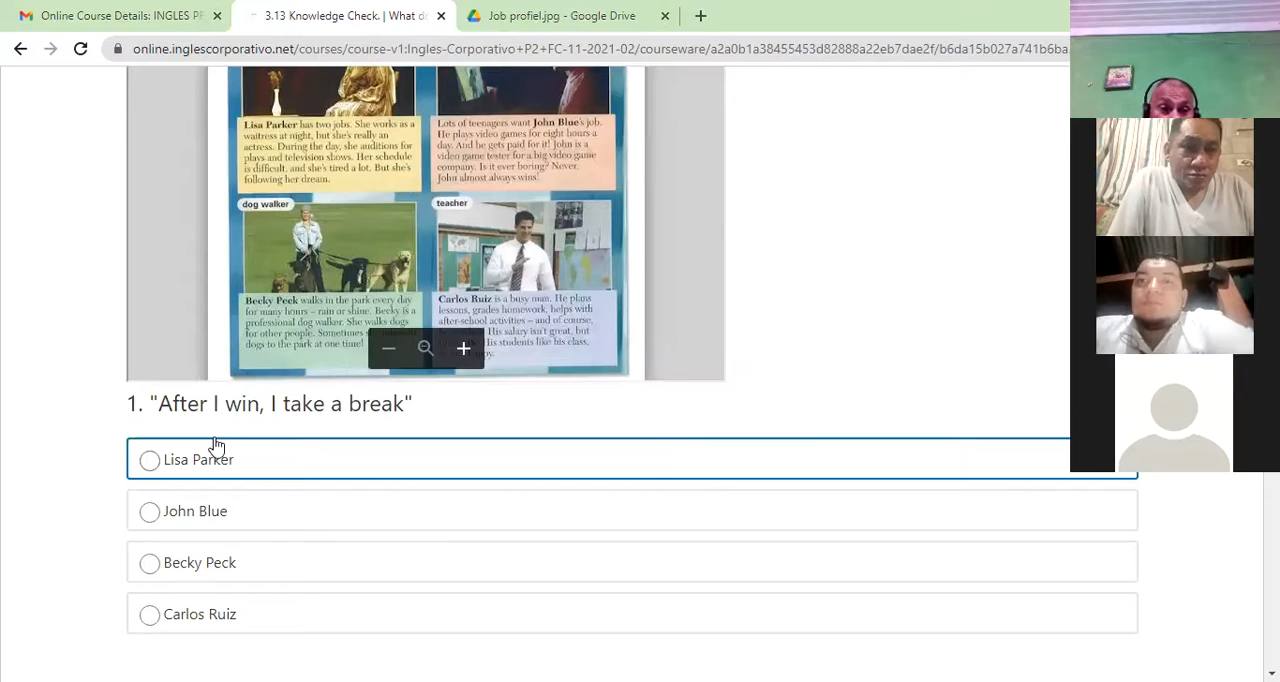 Online Course Details: INGLES PF
3.13 Knowledge Check. | What do
Job profiel.jpg - Google Drive
online.inglescorporativo.net/courses/course-v1:Ingles-Corporativo+P2+FC-11-2021-02/courseware/a2a0b1a38455453d82888a22eb7dae2f/b6da15b027a741b6ba
Lisa Parker has two jobs. She works as a
waitress at night, but she's really an
actress. During the day, she auditions for
plays and television shows. Her schedule
is difficult, and she's tired a lot. But she's
following her dream.
Lots of teenagers want John Blue's job.
He plays video games for eight hours a
day. And he gets paid for it! John is a
video game tester for a big video game
company. Is it ever boring? Never.
John almost always wins!
dog walker
teacher
Becky Peck walks in the park every day
for many hours – rain or shine. Becky is a
professional dog walker. She walks dogs
for other people. Sometimes
dogs to the park at one time!
Carlos Ruiz is a busy man. He plans
lessons, grades homework, helps with
after-school activities – and of course,
His salary isn't great, but
His students like his class,
1. "After I win, I take a break"
Lisa Parker
John Blue
Becky Peck
Carlos Ruiz